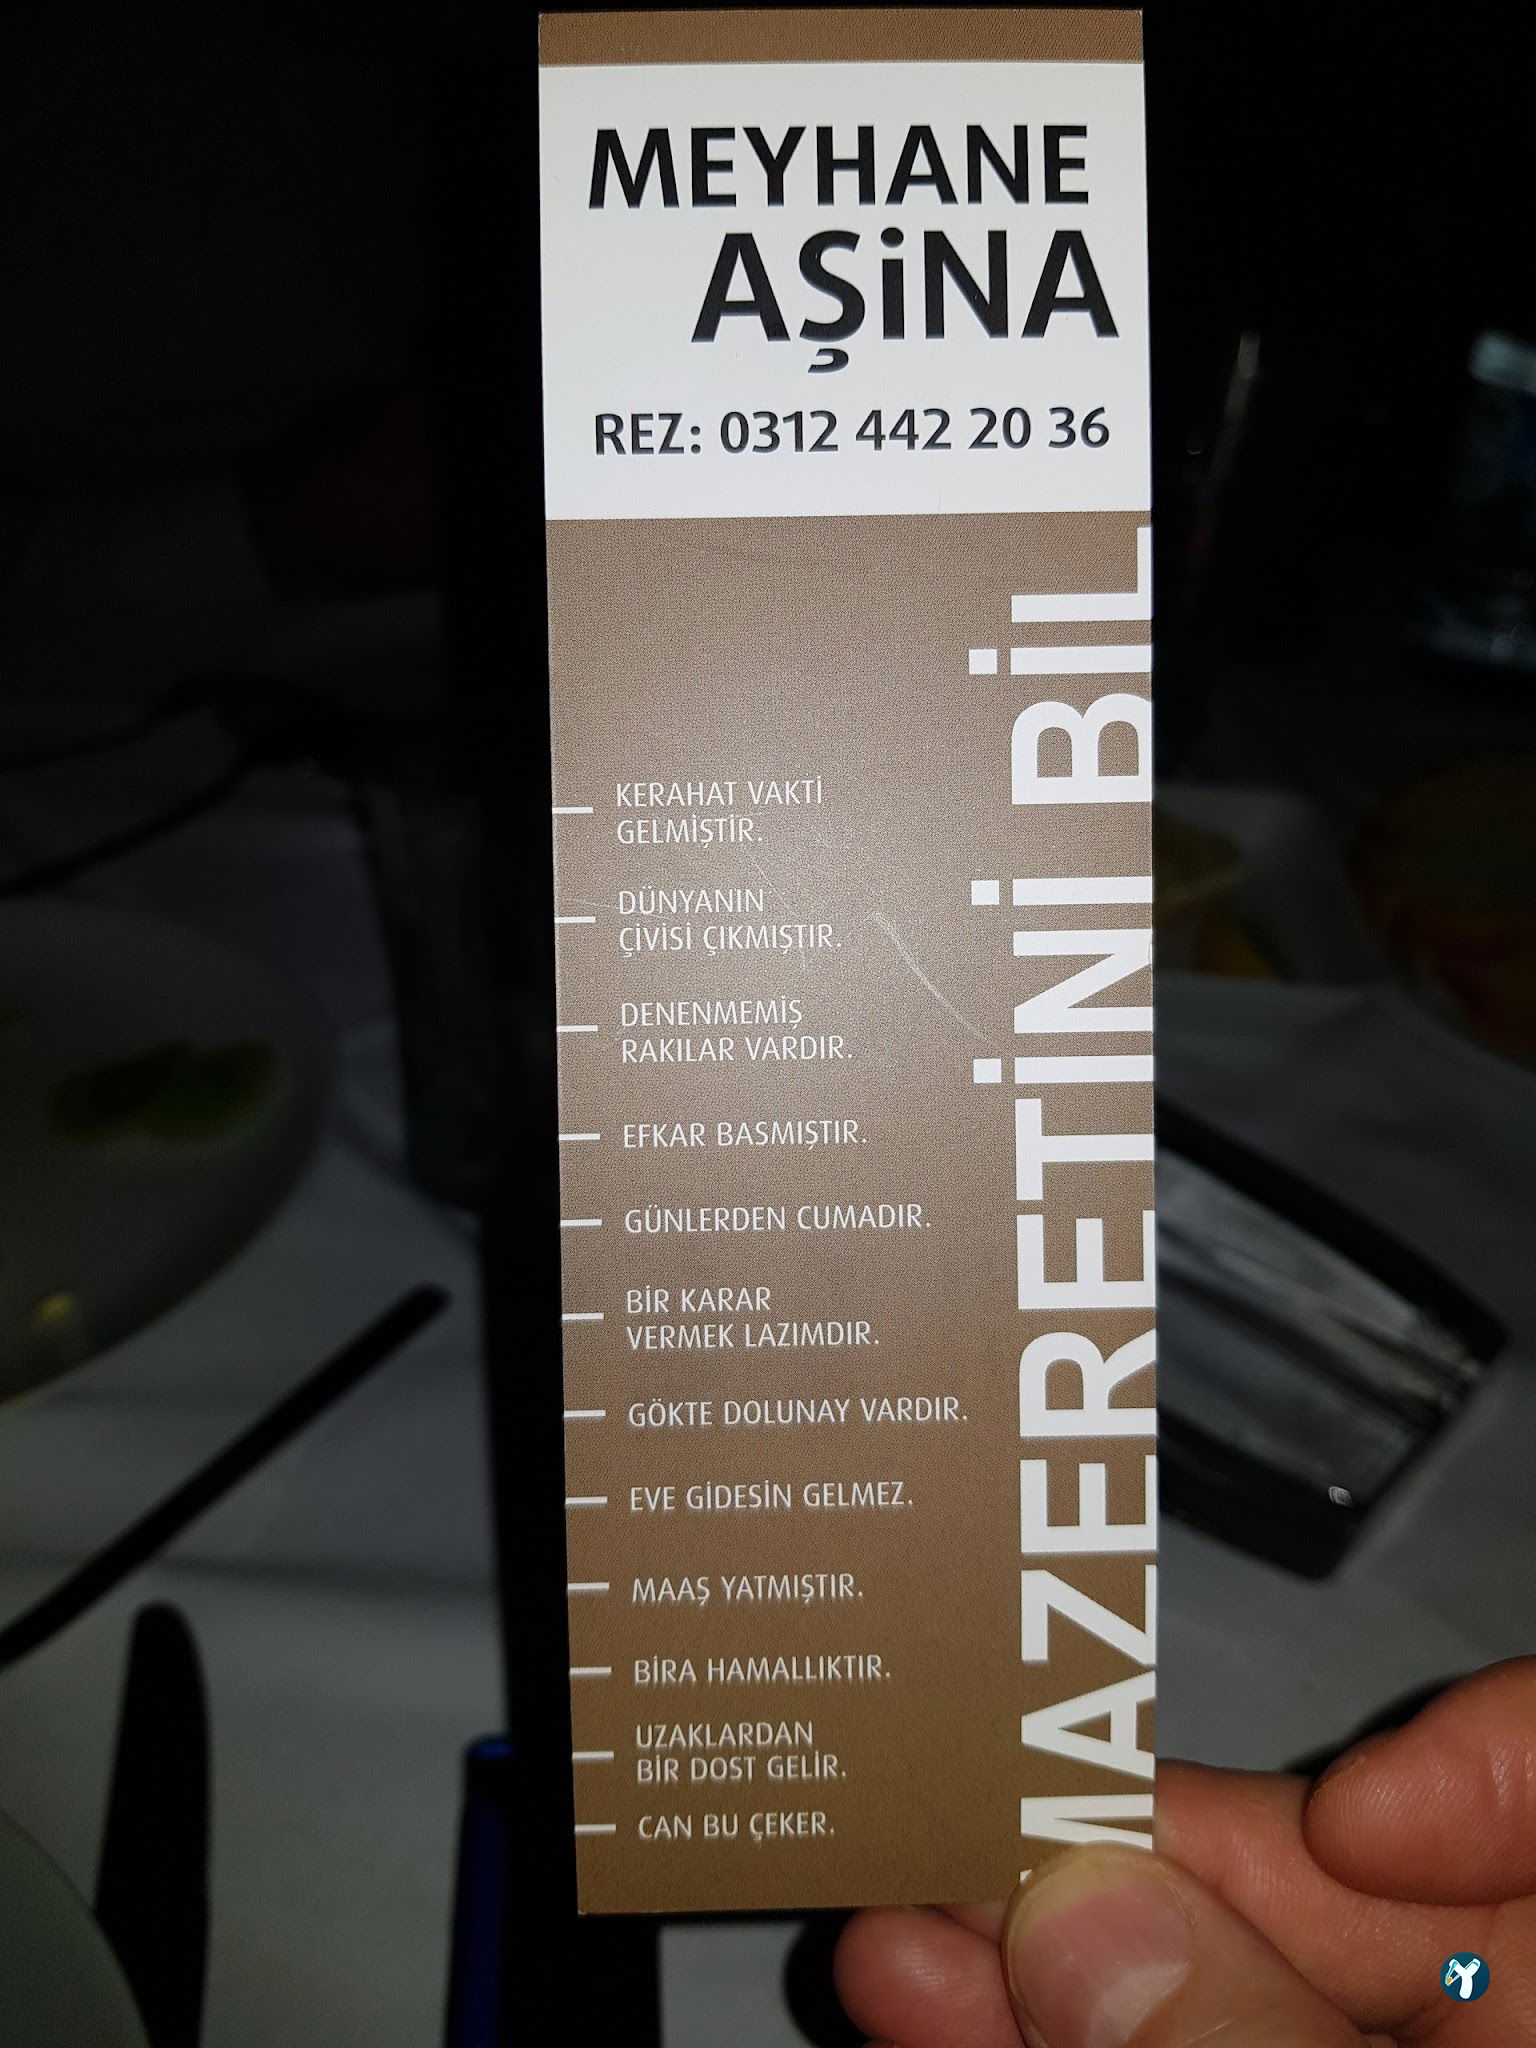 MEYHANE
AŞiNA
REZ: 0312 442 20 36
MAZERETİNİ BİL
KERAHAT VAKTİ
GELMİŞTİR.
DÜNYANIN
ÇİVİSİ ÇIKMIŞTIR.
DENENMEMİŞ
RAKILAR VARDIR.
EFKAR BASMIŞTIR.
GÜNLERDEN CUMADIR.
BİR KARAR
VERMEK LAZIMDIR.
GÖKTE DOLUNAY VARDIR.
EVE GİDESİN GELMEZ.
MAAŞ YATMIŞTIR.
BİRA HAMALLIKTIR.
UZAKLARDAN
BİR DOST GELİR.
CAN BU ÇEKER.